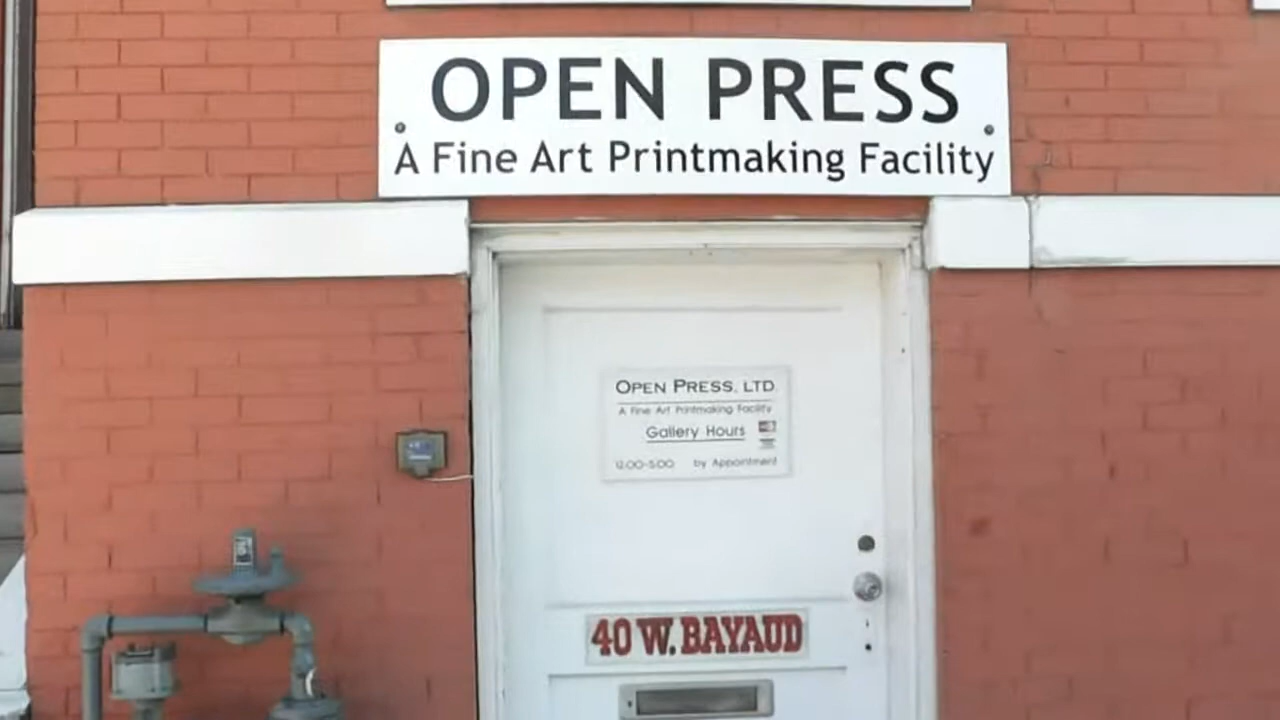 OPEN PRESS
A Fine Art Printmaking Facility
OPEN PRESS, LTD
A Fine Art Printmaking Facility
Gallery Hours
12:00-5:00 by Appointment
40 W. BAYAUD